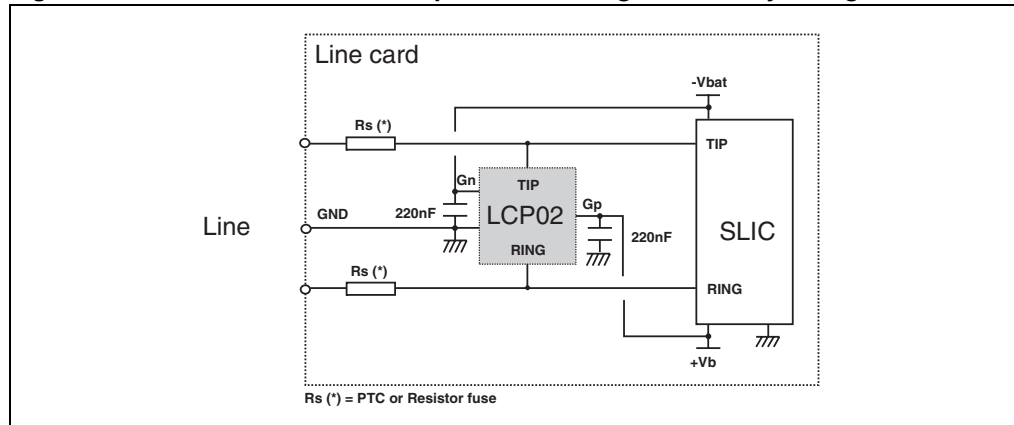 Line card
-Vbat
Rs (*)
TIP
Gn
TIP
Gp
Line
GND
220nF
LCP02
220nF
SLIC
RING
Rs (*)
RING
+Vb
Rs (*) = PTC or Resistor fuse